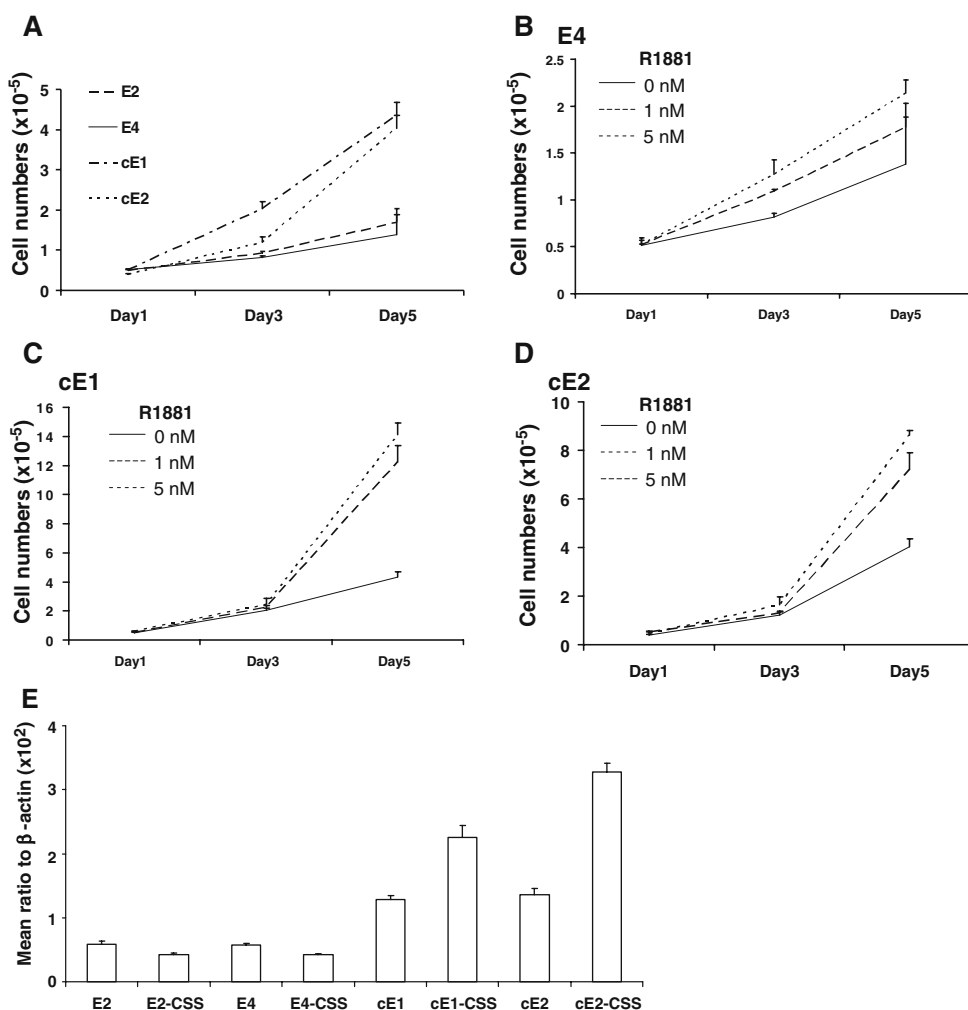 A
Cell numbers (x10-5)
5
4
3
2
1
0
E2
E4
cE1
cE2
Day1
Day3
Day5
B
E4
R1881
0 nM
1 nM
5 nM
Cell numbers (x10-5)
2.5
2
1.5
1
0.5
0
Day1
Day3
Day5
C
cE1
R1881
0 nM
1 nM
5 nM
Cell numbers (x10-5)
16
14
12
10
8
6
4
2
0
Day1
Day3
Day5
D
cE2
R1881
0 nM
1 nM
5 nM
Cell numbers (x10-5)
10
8
6
4
2
0
Day1
Day3
Day5
E
Mean ratio to β-actin (x10²)
4
3
2
1
0
E2
E2-CSS
E4
E4-CSS
cE1
cE1-CSS
cE2
cE2-CSS